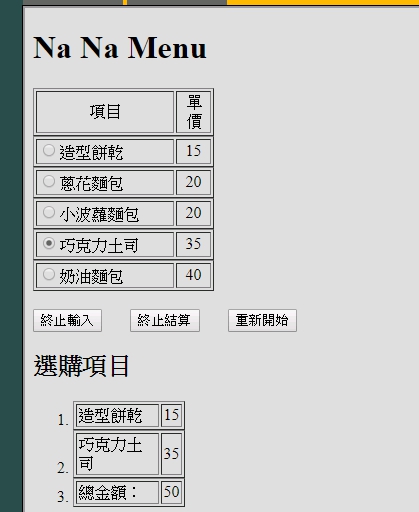 Na Na Menu
項目 單
價
造型餅乾 15
蔥花麵包 20
小波蘿麵包 20
巧克力土司 35
奶油麵包 40
終止輸入 終止結算 重新開始
選購項目
1. 造型餅乾 15
2. 巧克力土
司 35
3. 總金額： 50